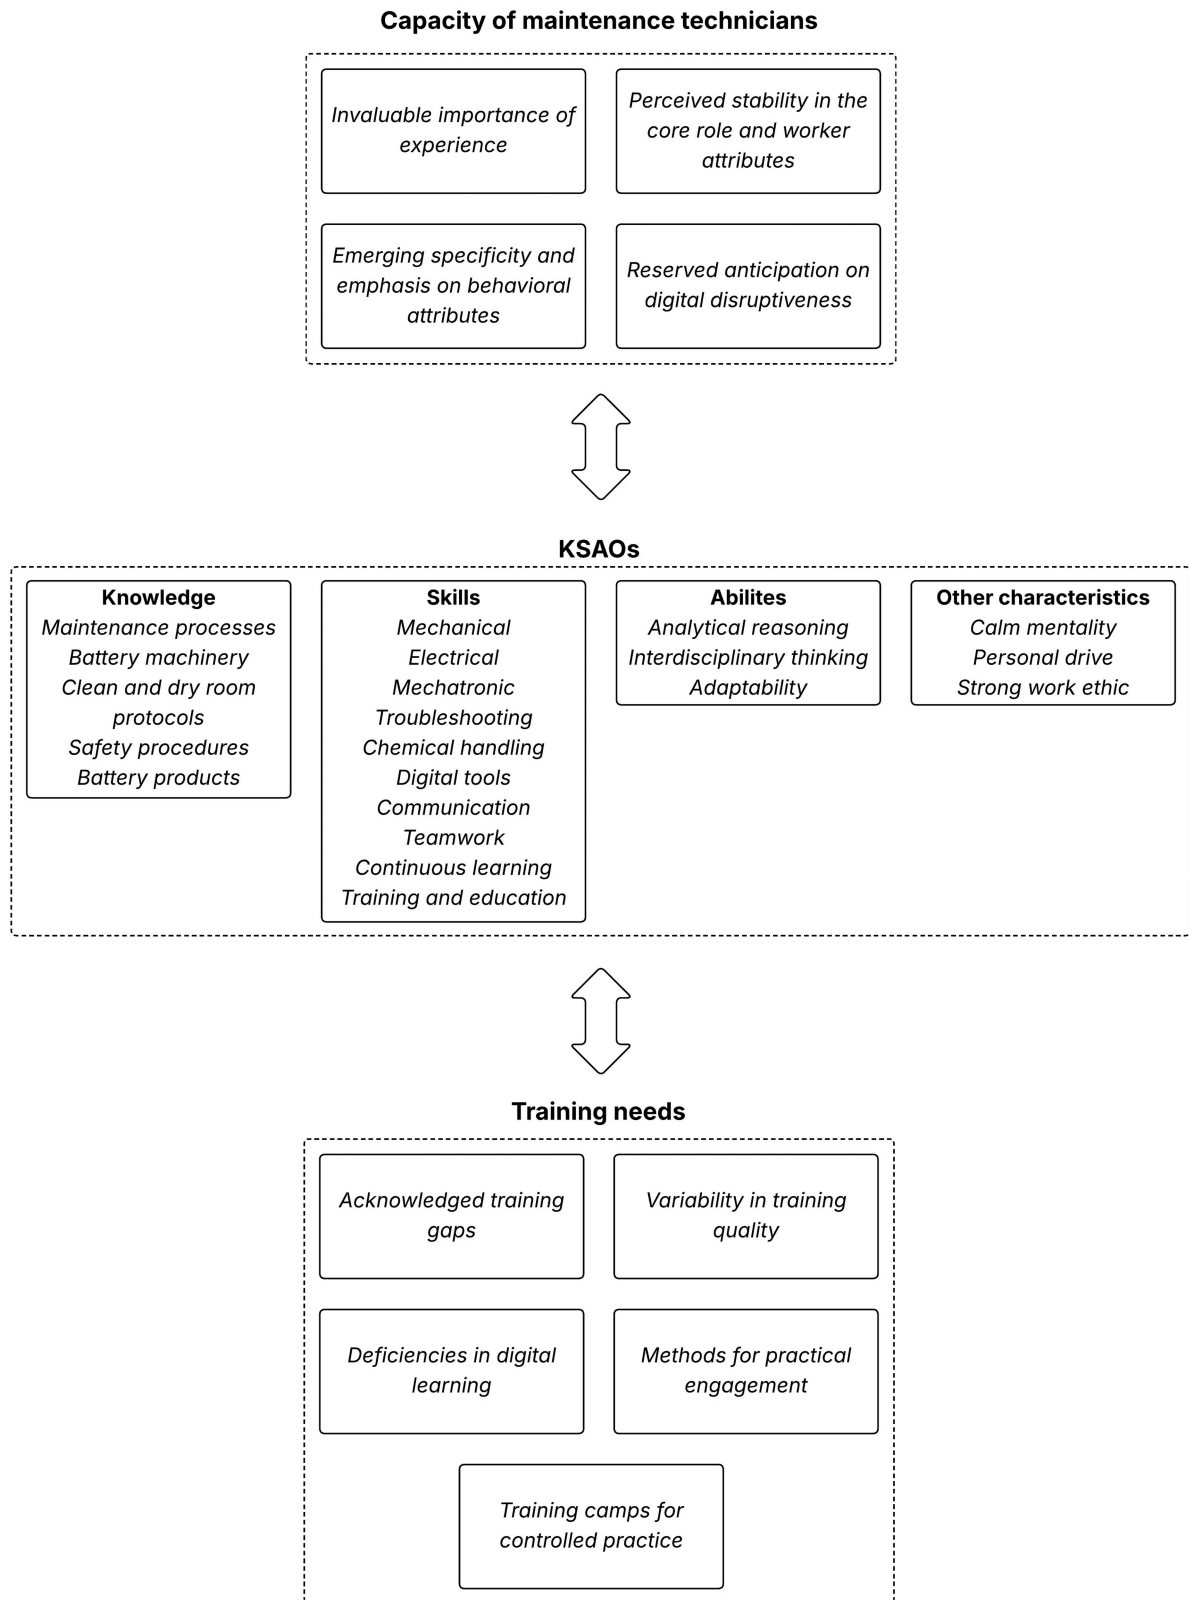 Capacity of maintenance technicians
Invaluable importance of
experience
Perceived stability in the
core role and worker
attributes
Emerging specificity and
emphasis on behavioral
attributes
Reserved anticipation on
digital disruptiveness
KSAOs
Knowledge
Maintenance processes
Battery machinery
Clean and dry room
protocols
Safety procedures
Battery products
Skills
Mechanical
Electrical
Mechatronic
Troubleshooting
Chemical handling
Digital tools
Communication
Teamwork
Continuous learning
Training and education
Abilites
Analytical reasoning
Interdisciplinary thinking
Adaptability
Other characteristics
Calm mentality
Personal drive
Strong work ethic
Training needs
Acknowledged training
gaps
Variability in training
quality
Deficiencies in digital
learning
Methods for practical
engagement
Training camps for
controlled practice